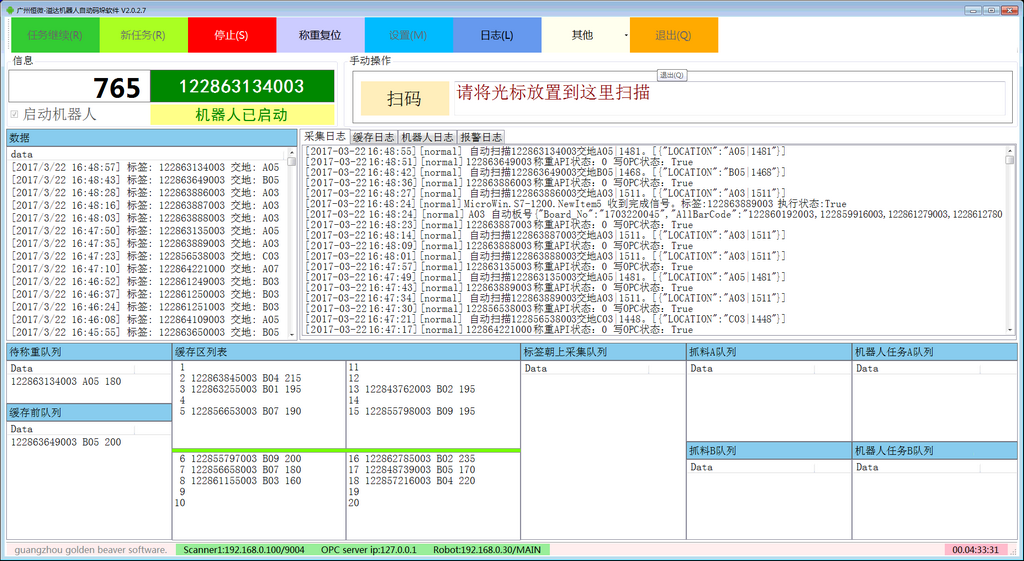 广州恒微-溢达机器人自动码垛软件 V2.0.2.7
任务继续(R) 新任务(R) 停止(S) 称重复位 设置(M) 日志(L) 其他 退出(Q)
信息 手动操作
退出(Q)
765 122863134003
扫码 请将光标放置到这里扫描
启动机器人 机器人已启动
数据
data
[2017/3/22 16:48:57] 标签: 122863134003 交地: A05
[2017/3/22 16:48:43] 标签: 122863649003 交地: B05
[2017/3/22 16:48:28] 标签: 122863886003 交地: A03
[2017/3/22 16:48:16] 标签: 122863887003 交地: A03
[2017/3/22 16:48:03] 标签: 122863888003 交地: A03
[2017/3/22 16:47:50] 标签: 122863135003 交地: A05
[2017/3/22 16:47:35] 标签: 122863889003 交地: A03
[2017/3/22 16:47:23] 标签: 122856538003 交地: C03
[2017/3/22 16:47:10] 标签: 122864221000 交地: A07
[2017/3/22 16:46:52] 标签: 122861249003 交地: B03
[2017/3/22 16:46:37] 标签: 122861250003 交地: B03
[2017/3/22 16:46:24] 标签: 122861251003 交地: B03
[2017/3/22 16:46:08] 标签: 122864109003 交地: A05
[2017/3/22 16:45:55] 标签: 122863650003 交地: B05
采集日志 缓存日志 机器人日志 报警日志
[2017-03-22 16:48:55][normal] 自动扫描122863134003交地A05|1481。[{"LOCATION":"A05|1481"}]
[2017-03-22 16:48:51][normal]122863649003称重API状态: 0 写OPC状态: True
[2017-03-22 16:48:42][normal] 自动扫描122863649003交地B05|1468。[{"LOCATION":"B05|1468"}]
[2017-03-22 16:48:36][normal]122863886003称重API状态: 0 写OPC状态: True
[2017-03-22 16:48:27][normal] 自动扫描122863886003交地A03|1511。[{"LOCATION":"A03|1511"}]
[2017-03-22 16:48:24][normal]MicroWin.S7-1200.NewItem5 收到完成信号。标签:122863889003 执行状态:True
[2017-03-22 16:48:24][normal] A03 自动板号{"Board_No":"1703220045","AllBarCode":"122860192003,122859916003,122861279003,1228612780
[2017-03-22 16:48:23][normal]122863887003称重API状态: 0 写OPC状态: True
[2017-03-22 16:48:14][normal] 自动扫描122863887003交地A03|1511。[{"LOCATION":"A03|1511"}]
[2017-03-22 16:48:09][normal]122863888003称重API状态: 0 写OPC状态: True
[2017-03-22 16:48:01][normal] 自动扫描122863888003交地A03|1511。[{"LOCATION":"A03|1511"}]
[2017-03-22 16:47:57][normal]122863135003称重API状态: 0 写OPC状态: True
[2017-03-22 16:47:49][normal] 自动扫描122863135003交地A05|1481。[{"LOCATION":"A05|1481"}]
[2017-03-22 16:47:43][normal]122863889003称重API状态: 0 写OPC状态: True
[2017-03-22 16:47:34][normal] 自动扫描122863889003交地A03|1511。[{"LOCATION":"A03|1511"}]
[2017-03-22 16:47:30][normal]122856538003称重API状态: 0 写OPC状态: True
[2017-03-22 16:47:21][normal] 自动扫描122856538003交地C03|1448。[{"LOCATION":"C03|1448"}]
[2017-03-22 16:47:17][normal]122864221000称重API状态: 0 写OPC状态: True
待称重队列
Data
122863134003 A05 180
缓存前队列
Data
122863649003 B05 200
缓存区列表
1
2 122863845003 B04 215
3 122863255003 B01 195
4
5 122856653003 B07 190
11
12
13 122843762003 B02 195
14
15 122855798003 B09 195
6 122855797003 B09 200
7 122856658003 B07 180
8 122861155003 B03 160
9
10
16 122862785003 B02 235
17 122848739003 B05 170
18 122857216003 B04 220
19
20
标签朝上采集队列
Data
抓料A队列
Data
机器人任务A队列
Data
抓料B队列
Data
机器人任务B队列
Data
guangzhou golden beaver software. Scanner1:192.168.0.100/9004 OPC server ip:127.0.0.1 Robot:192.168.0.30/MAIN 00.04:33:31